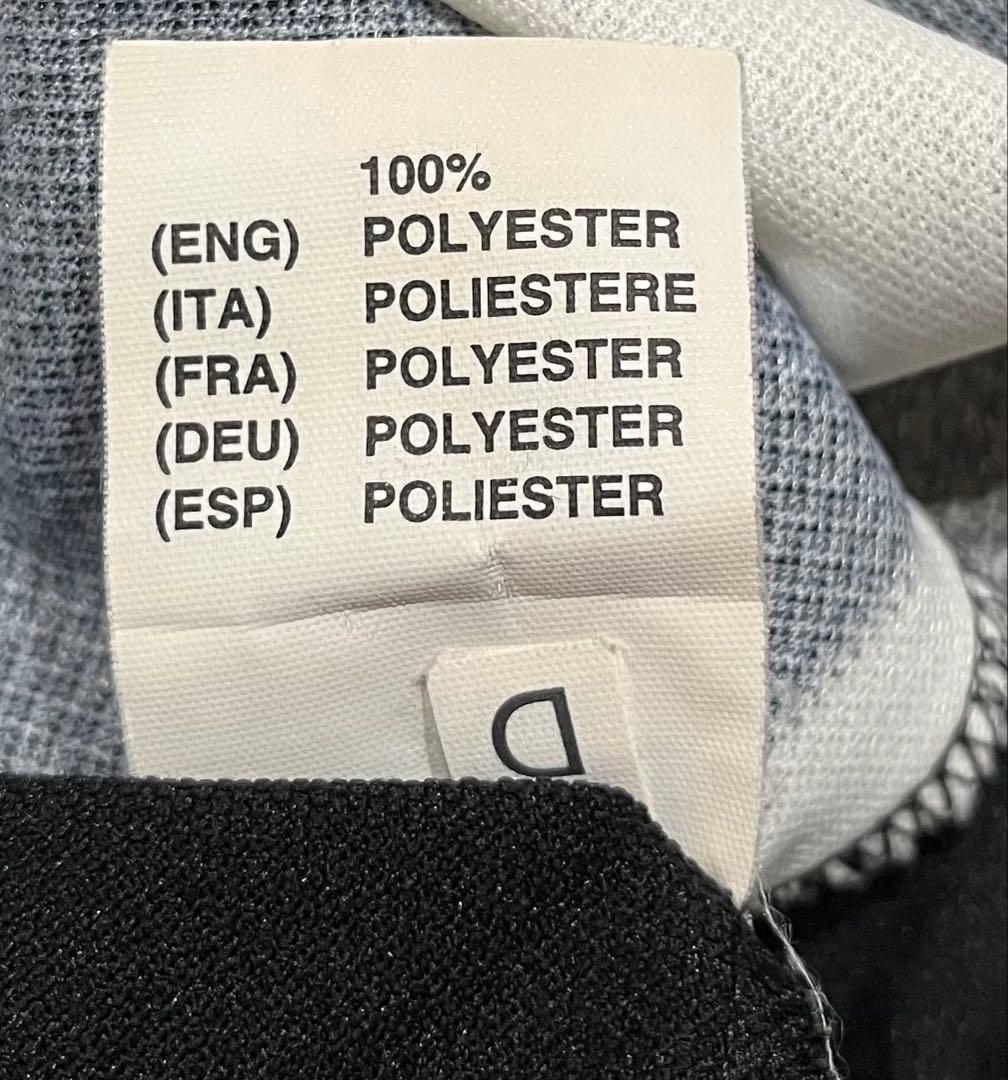 100%
(ENG) POLYESTER
(ITA) POLIESTERE
(FRA) POLYESTER
(DEU) POLYESTER
(ESP) POLIESTER
D